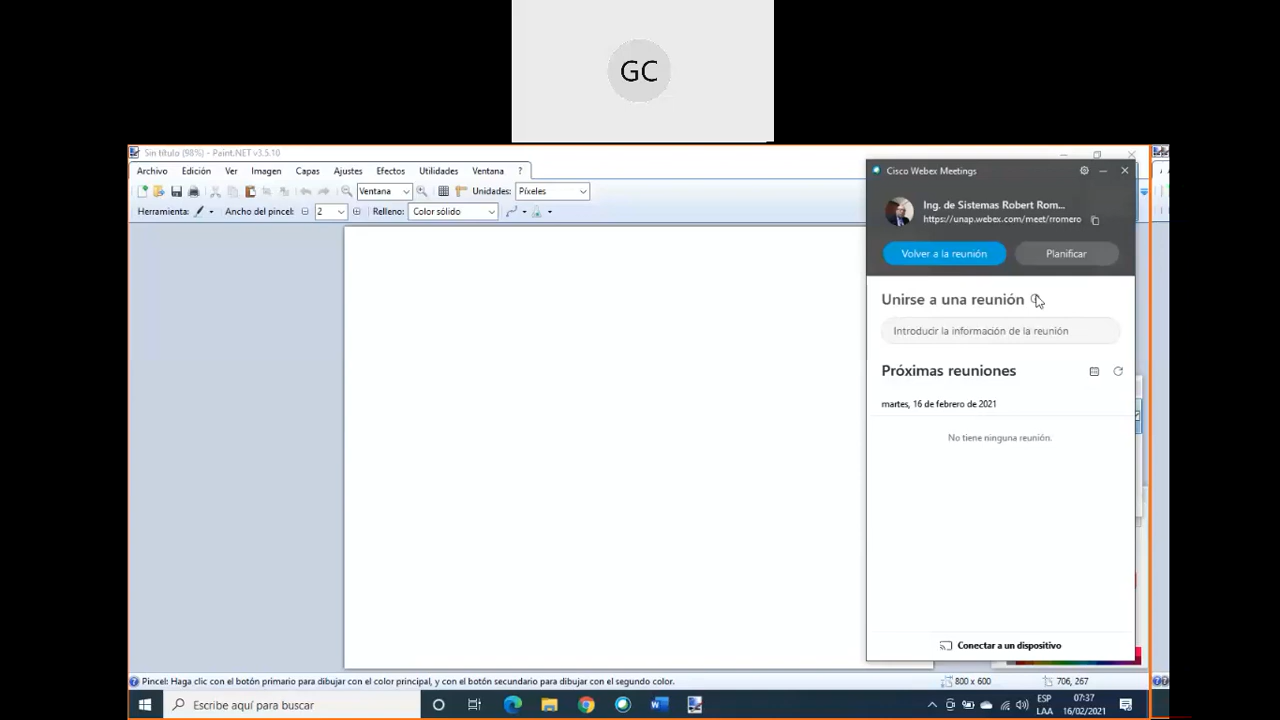 GC
Sin título (98%) - Paint.NET v3.5.10
Archivo Edición Ver Imagen Capas Ajustes Efectos Utilidades Ventana ?
Ventana Unidades: Píxeles
Herramienta: Ancho del pincel: 2 Relleno: Color sólido
Cisco Webex Meetings
Ing. de Sistemas Robert Rom...
https://unap.webex.com/meet/rromero
Volver a la reunión Planificar
Unirse a una reunión
Introducir la información de la reunión
Próximas reuniones
martes, 16 de febrero de 2021
No tiene ninguna reunión.
Conectar a un dispositivo
Pincel: Haga clic con el botón primario para dibujar con el color principal, y con el botón secundario para dibujar con el segundo color. 800 x 600 706, 267
Escribe aquí para buscar
ESP
LAA
07:37
16/02/2021